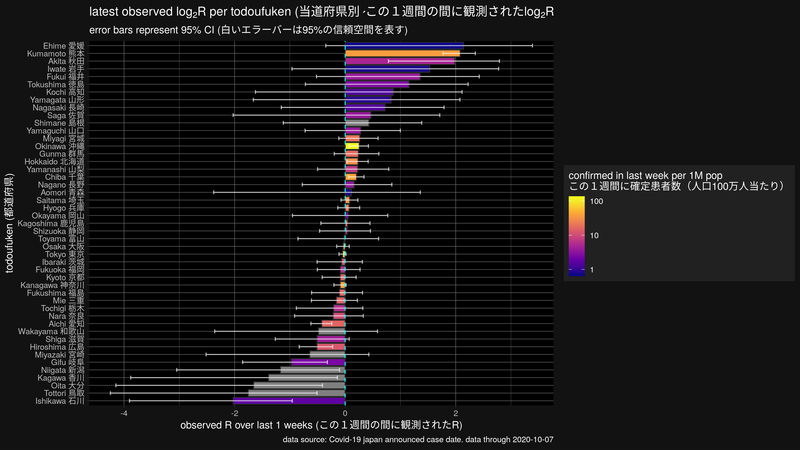 latest observed log₂R per todoufuken (当道府県別 この１週間の間に観測されたlog₂R
error bars represent 95% CI (白いエラーバーは95%の信頼空間を表す)
todoufuken (都道府県)
Ehime 愛媛
Kumamoto 熊本
Akita 秋田
Iwate 岩手
Fukui 福井
Tokushima 徳島
Kochi 高知
Yamagata 山形
Nagasaki 長崎
Saga 佐賀
Shimane 島根
Yamaguchi 山口
Miyagi 宮城
Okinawa 沖縄
Gunma 群馬
Hokkaido 北海道
Yamanashi 山梨
Chiba 千葉
Nagano 長野
Aomori 青森
Saitama 埼玉
Hyogo 兵庫
Okayama 岡山
Kagoshima 鹿児島
Shizuoka 静岡
Toyama 富山
Osaka 大阪
Tokyo 東京
Ibaraki 茨城
Fukuoka 福岡
Kyoto 京都
Kanagawa 神奈川
Fukushima 福島
Mie 三重
Tochigi 栃木
Nara 奈良
Aichi 愛知
Wakayama 和歌山
Shiga 滋賀
Hiroshima 広島
Miyazaki 宮崎
Gifu 岐阜
Niigata 新潟
Kagawa 香川
Oita 大分
Tottori 鳥取
Ishikawa 石川
-4 -2 0 2
observed R over last 1 weeks (この１週間の間に観測されたR)
data source: Covid-19 japan announced case date. data through 2020-10-07
confirmed in last week per 1M pop
この１週間に確定患者数（人口100万人当たり）
100
10
1